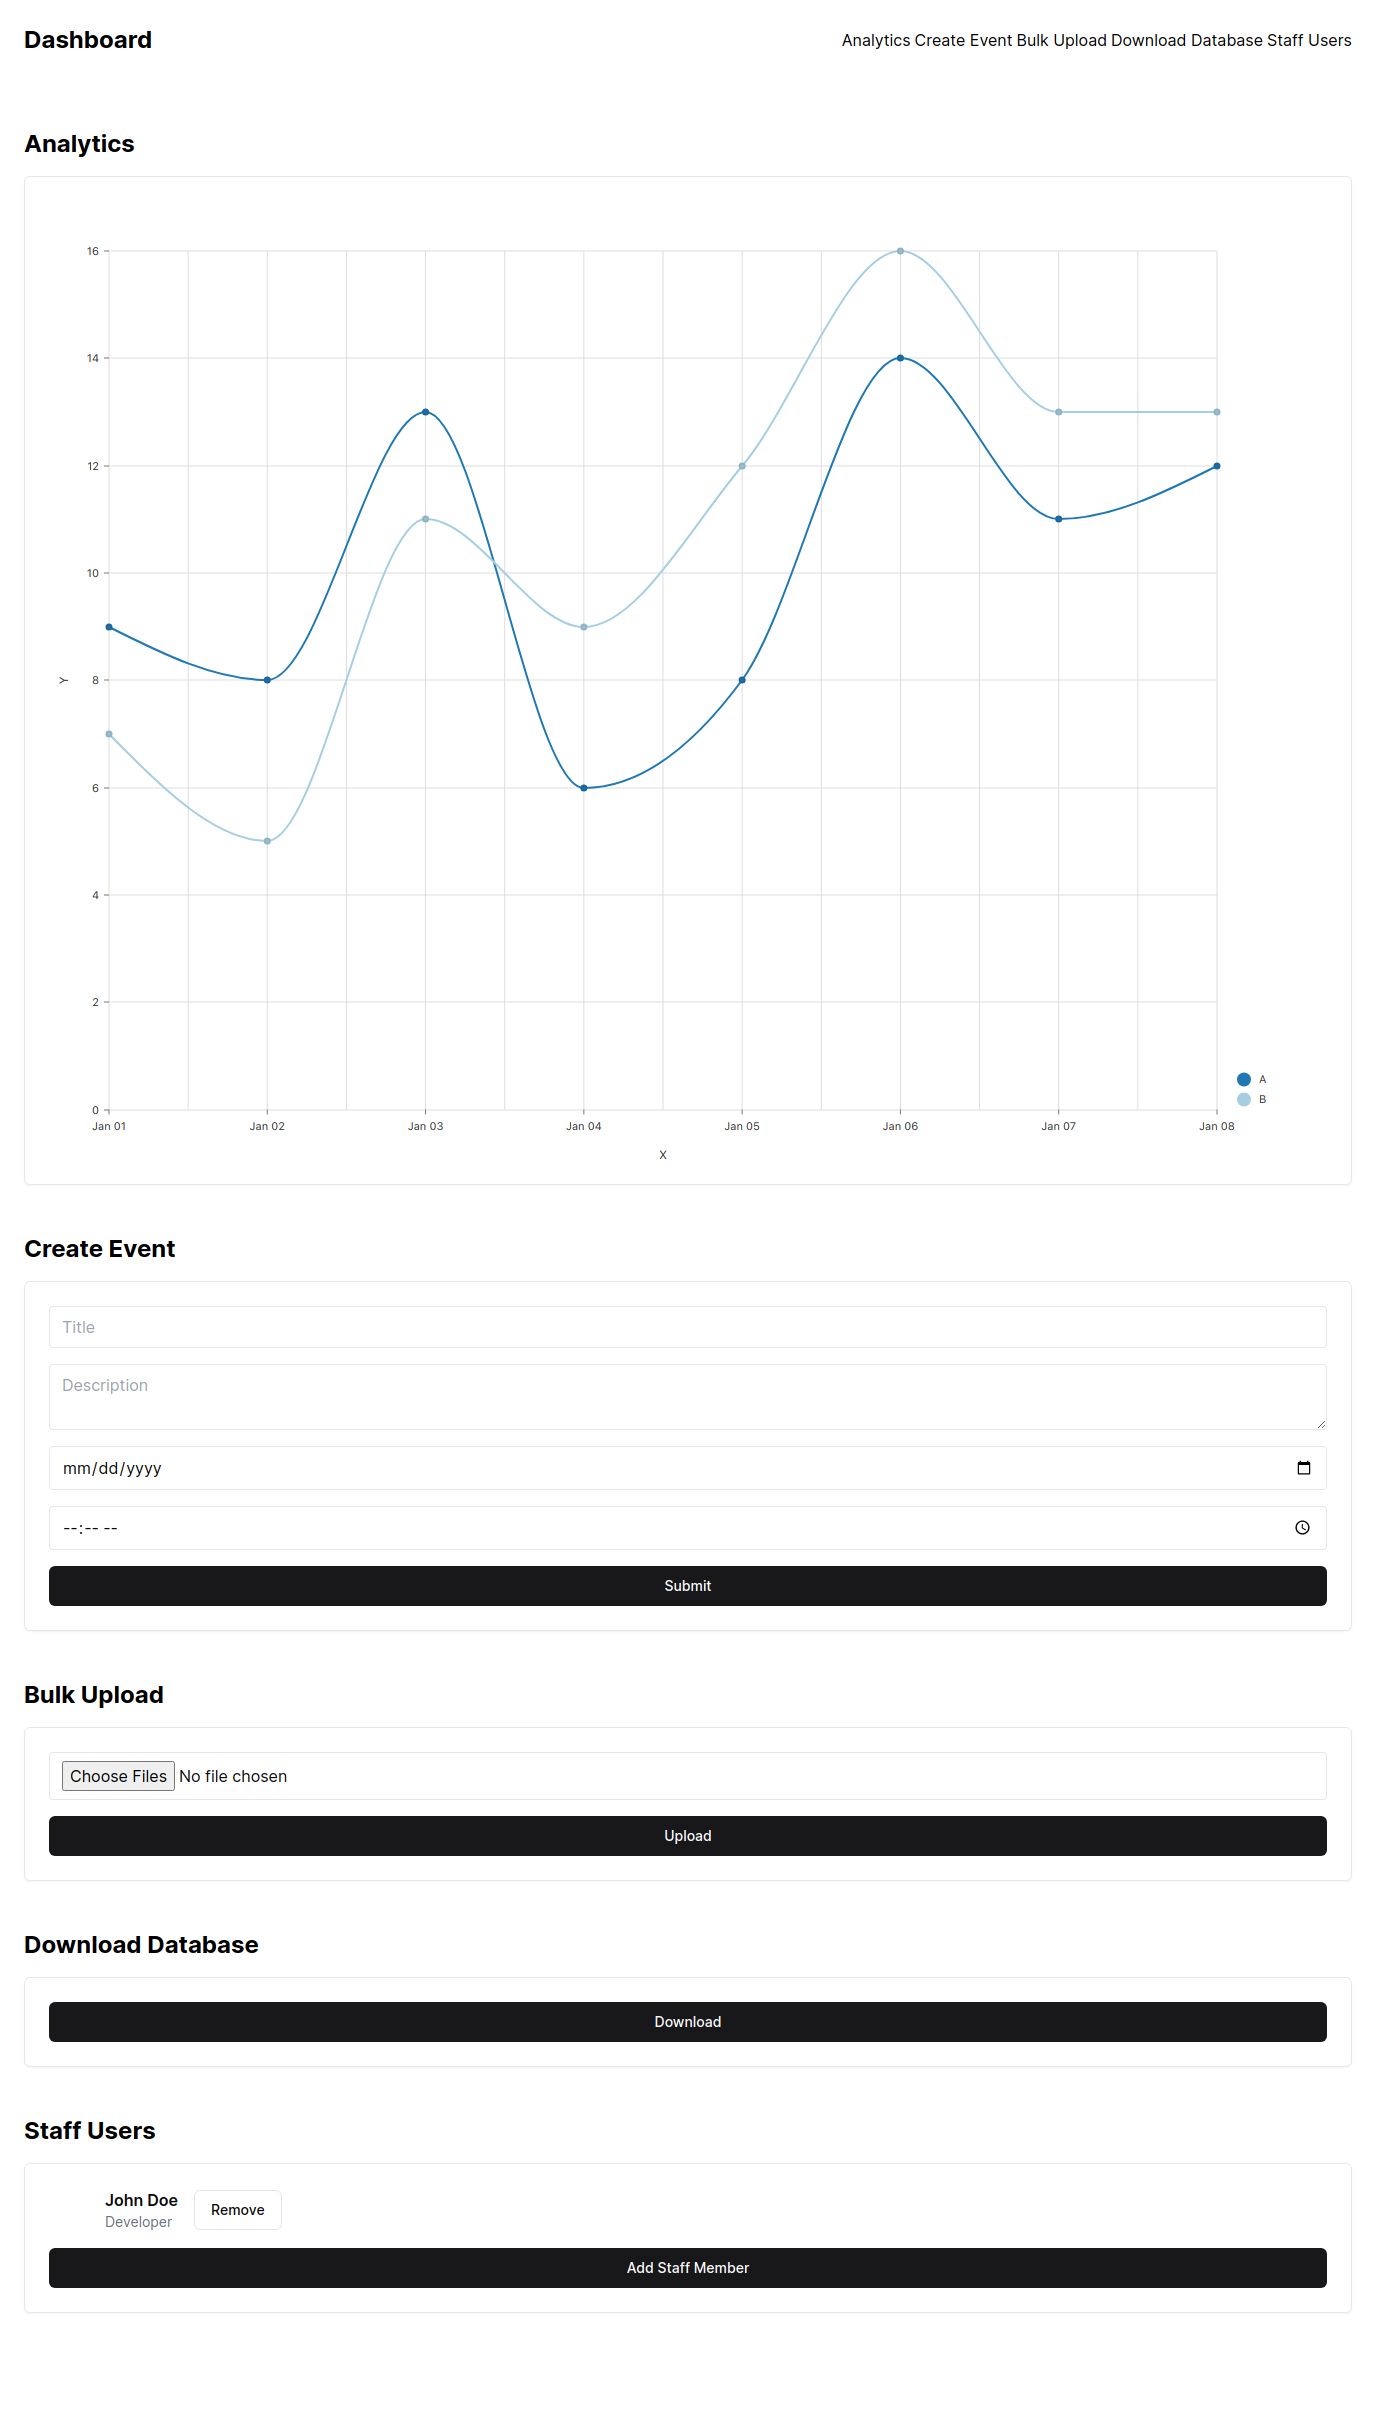 Dashboard
Analytics Create Event Bulk Upload Download Database Staff Users
Analytics
16
14
12
10
8
6
4
2
0
Y
Jan 01 Jan 02 Jan 03 Jan 04 Jan 05 Jan 06 Jan 07 Jan 08
X
A
B
Create Event
Title
Description
mm/dd/yyyy
--:-- --
Submit
Bulk Upload
Choose Files No file chosen
Upload
Download Database
Download
Staff Users
John Doe
Developer
Remove
Add Staff Member